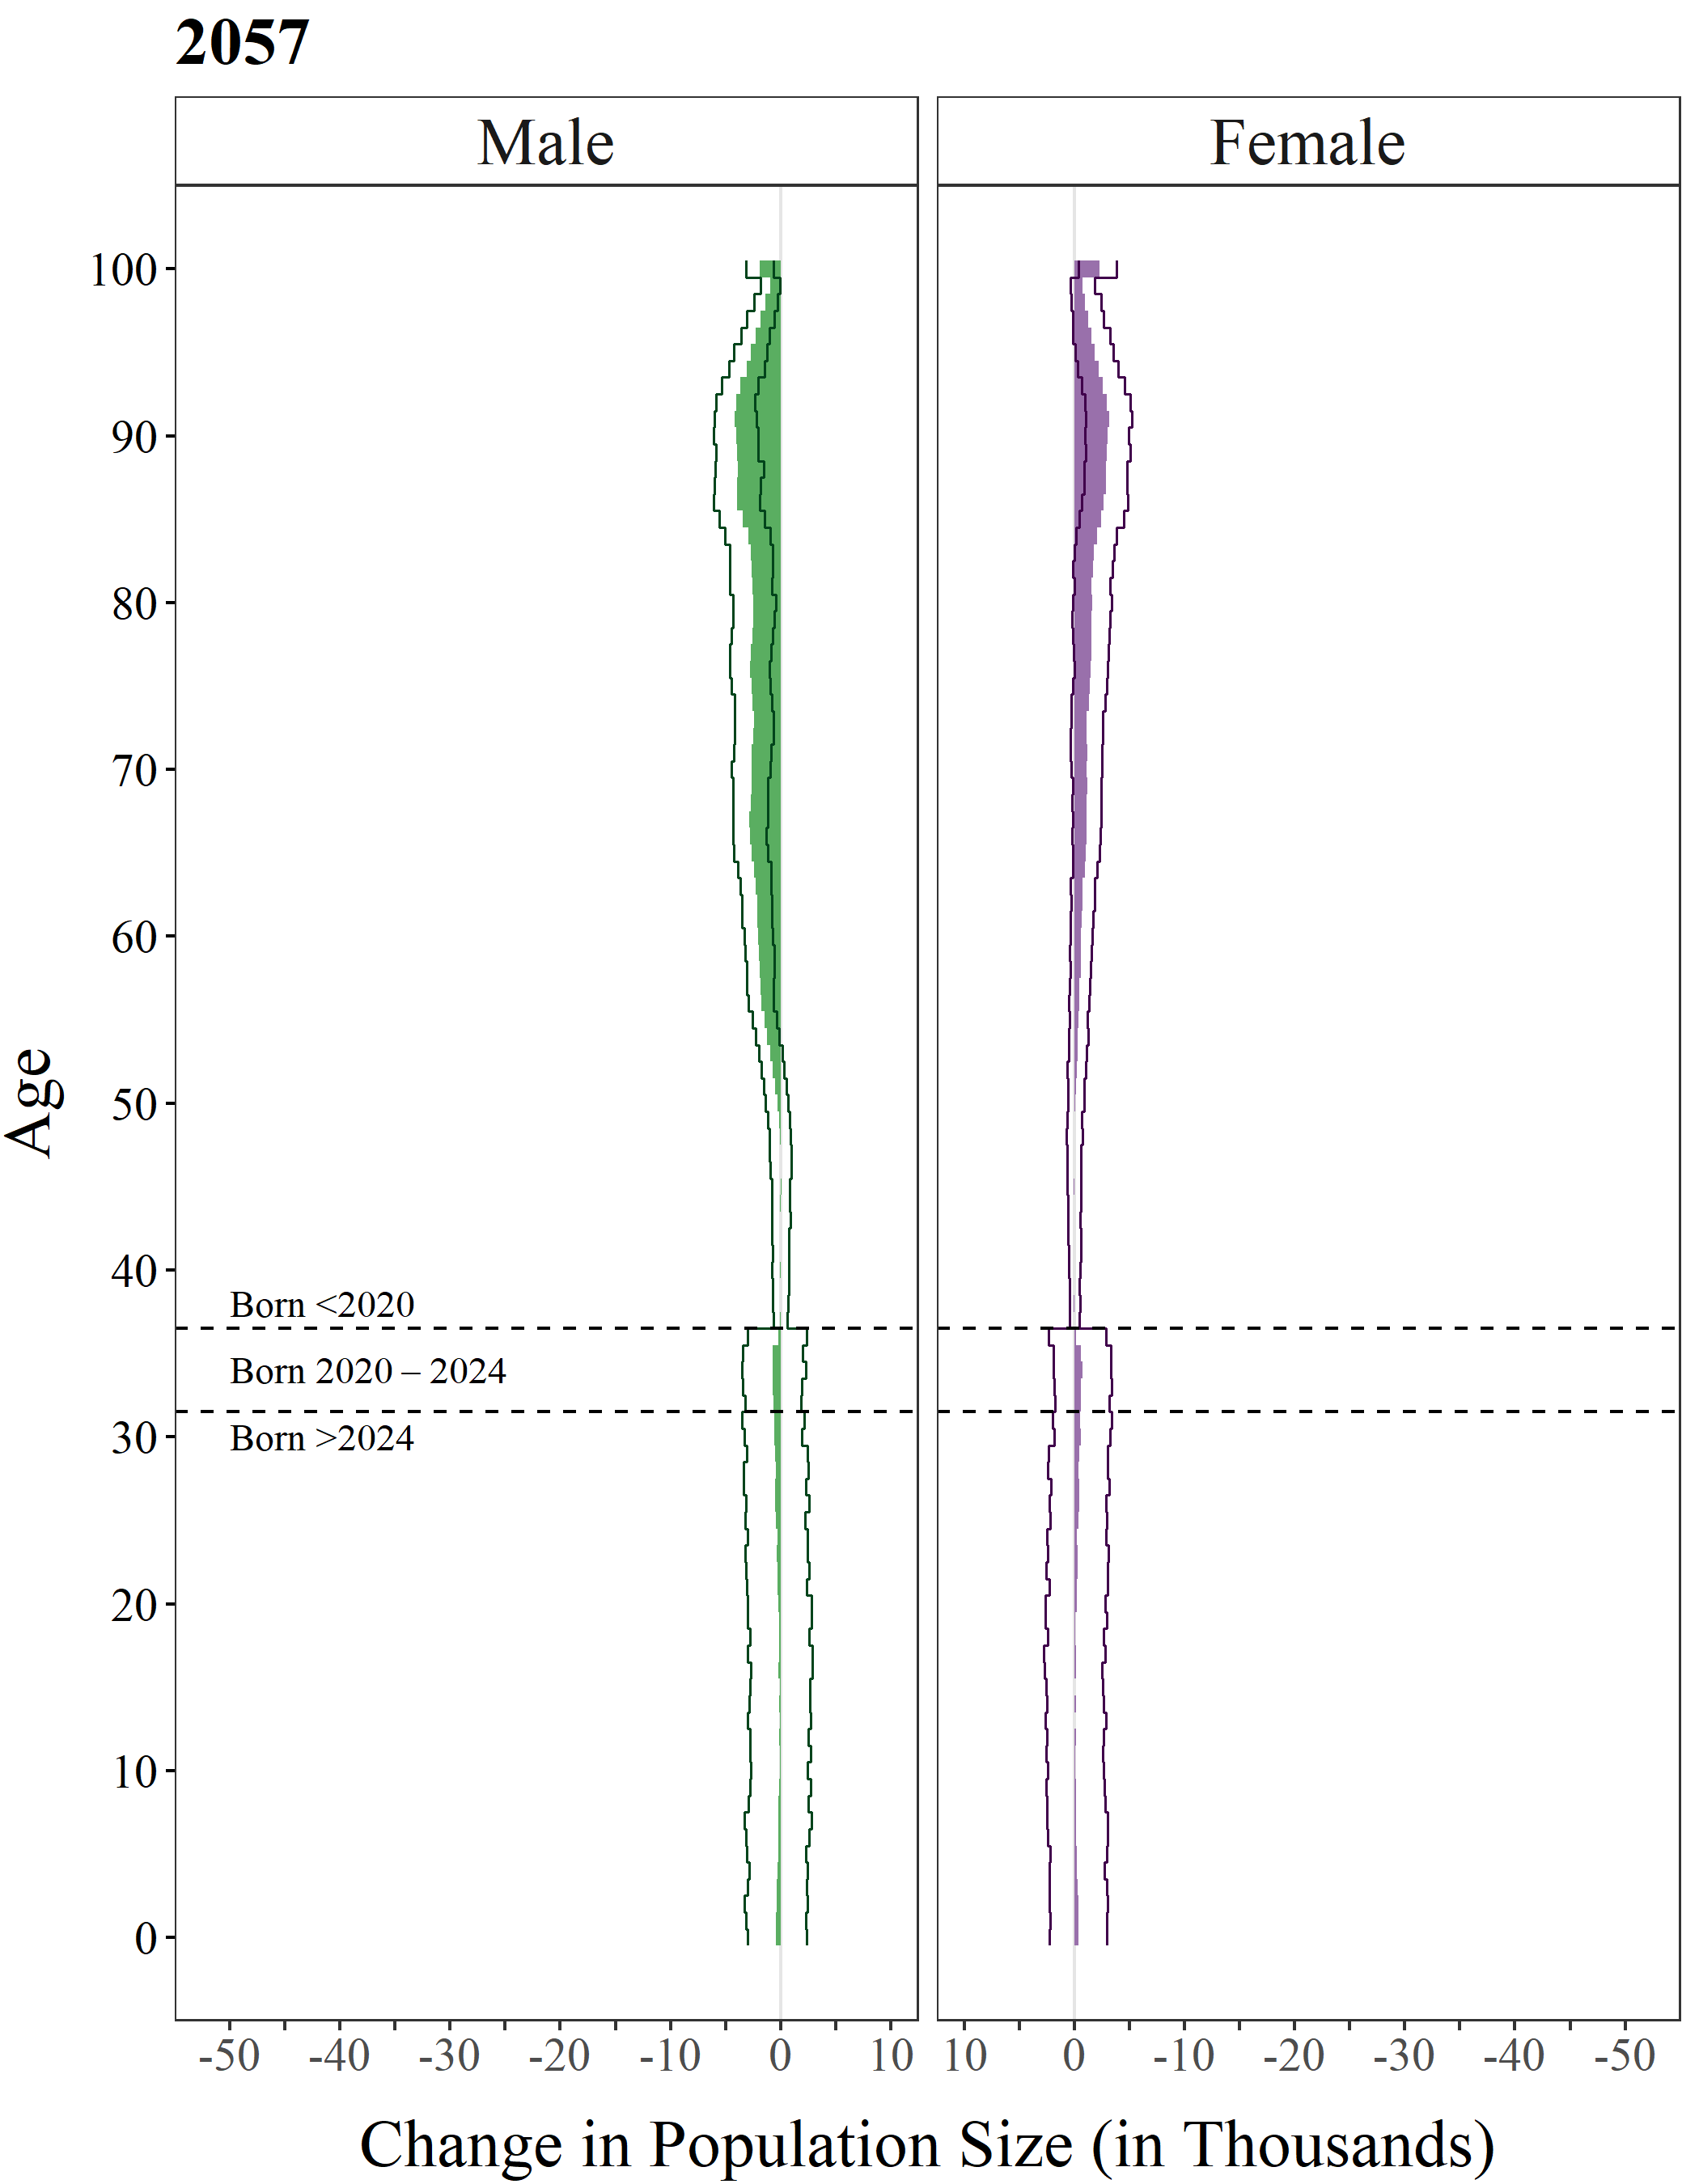 2057
Male
Female
100
90
80
70
60
50
40
30
20
10
0
Age
Born <2020
Born 2020 – 2024
Born >2024
-50 -40 -30 -20 -10 0 10
10 0 -10 -20 -30 -40 -50
Change in Population Size (in Thousands)